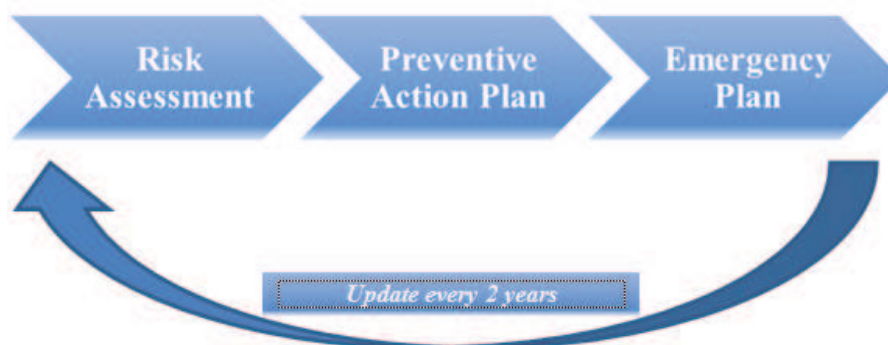 Risk
Assessment
Preventive
Action Plan
Emergency
Plan
Update every 2 years